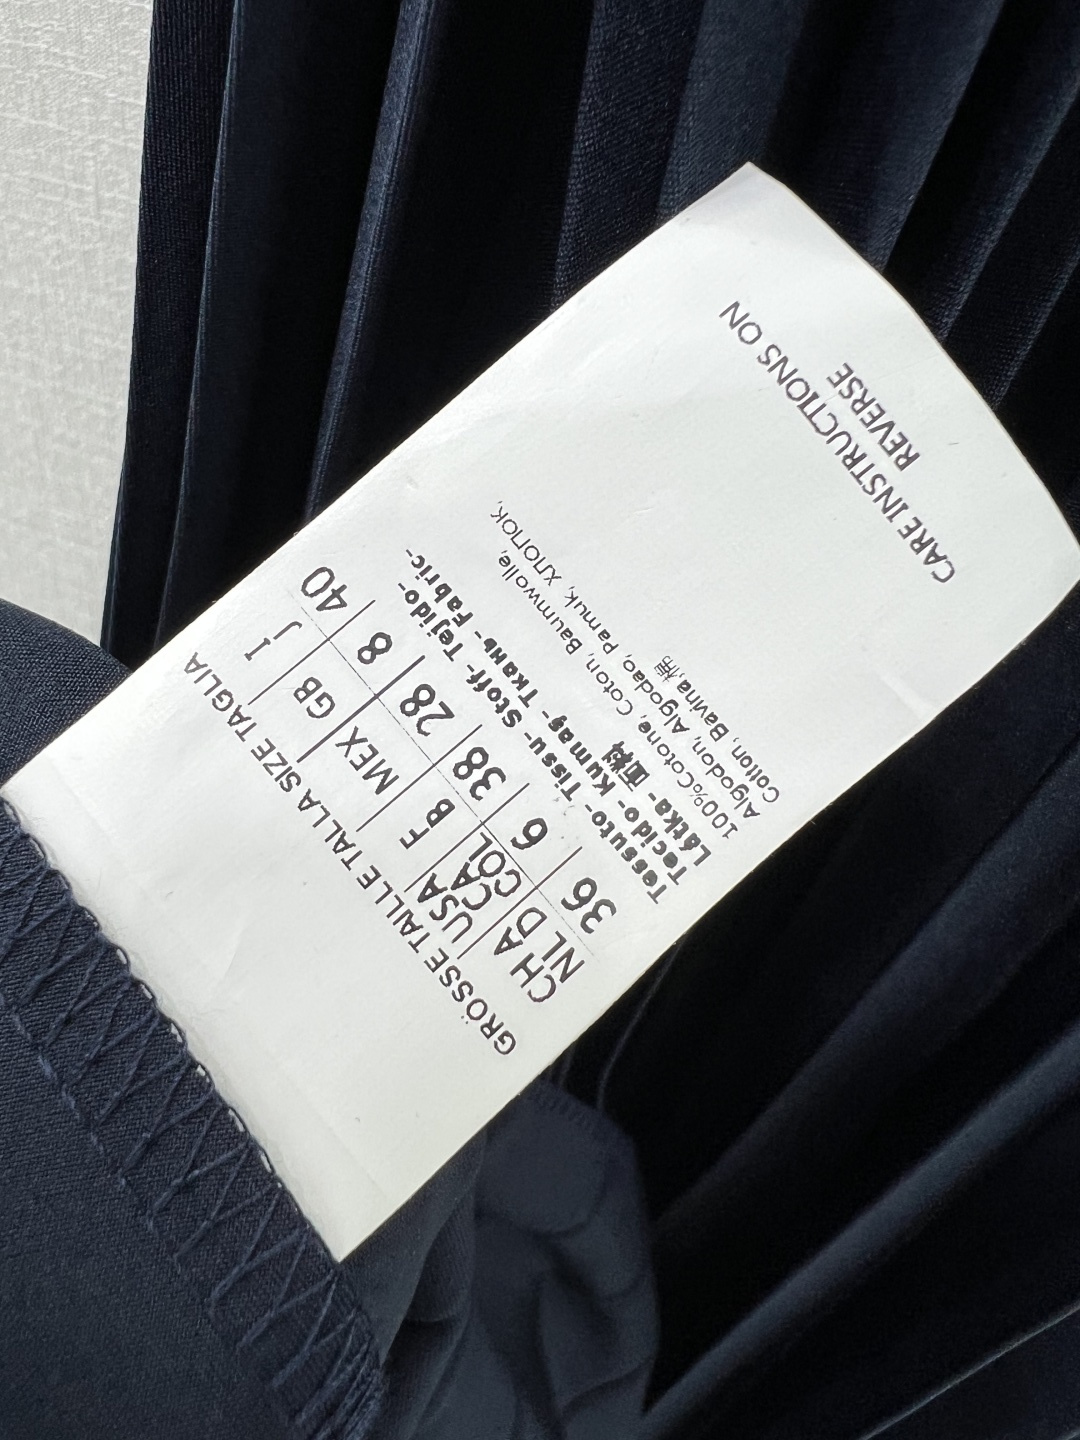 GRÖSSE TAILLE TALLA SIZE TAGLIA
CH A
NL D 36
USA
CA
COL 6
F B 38
MEX 28
GB 8
I J 40
Tessuto- Tissu- Stoff- Tejido-
Tecido- Kumaş- Ткань- Fabric-
Látka- 面料
100%Cotone, Coton, Baumwolle,
Algodon, Algodao, Pamuk, хлопок,
Cotton, Bavlna,棉
CARE INSTRUCTIONS ON
REVERSE